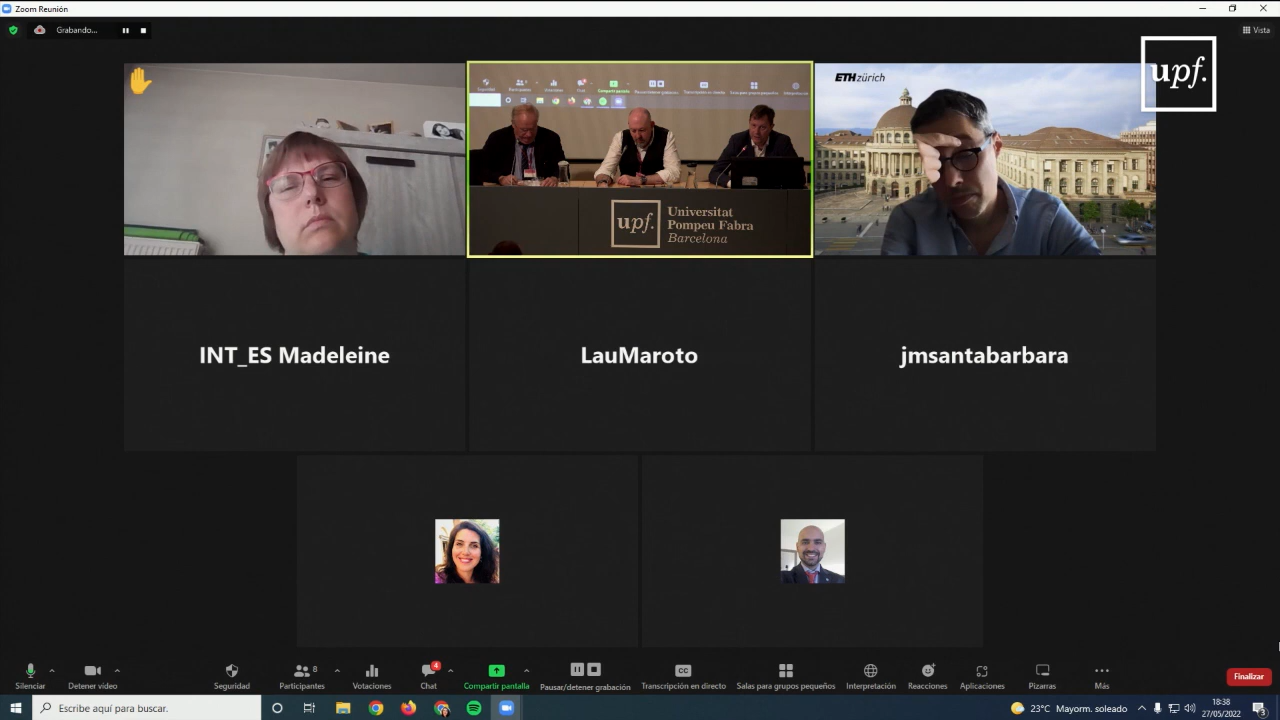 Zoom Reunión
Grabando...
Vista
upf.
ETH zürich
upf.
Universitat
Pompeu Fabra
Barcelona
INT_ES Madeleine
LauMaroto
jmsantabarbara
Silenciar
Detener video
Seguridad
Participantes
8
Votaciones
Chat
4
Compartir pantalla
Pausar/detener grabación
CC
Transcripción en directo
Salas para grupos pequeños
Interpretación
Reacciones
Aplicaciones
Pizarras
Más
Finalizar
Escribe aquí para buscar.
23°C Mayorm. soleado
18:38
27/05/2022
3